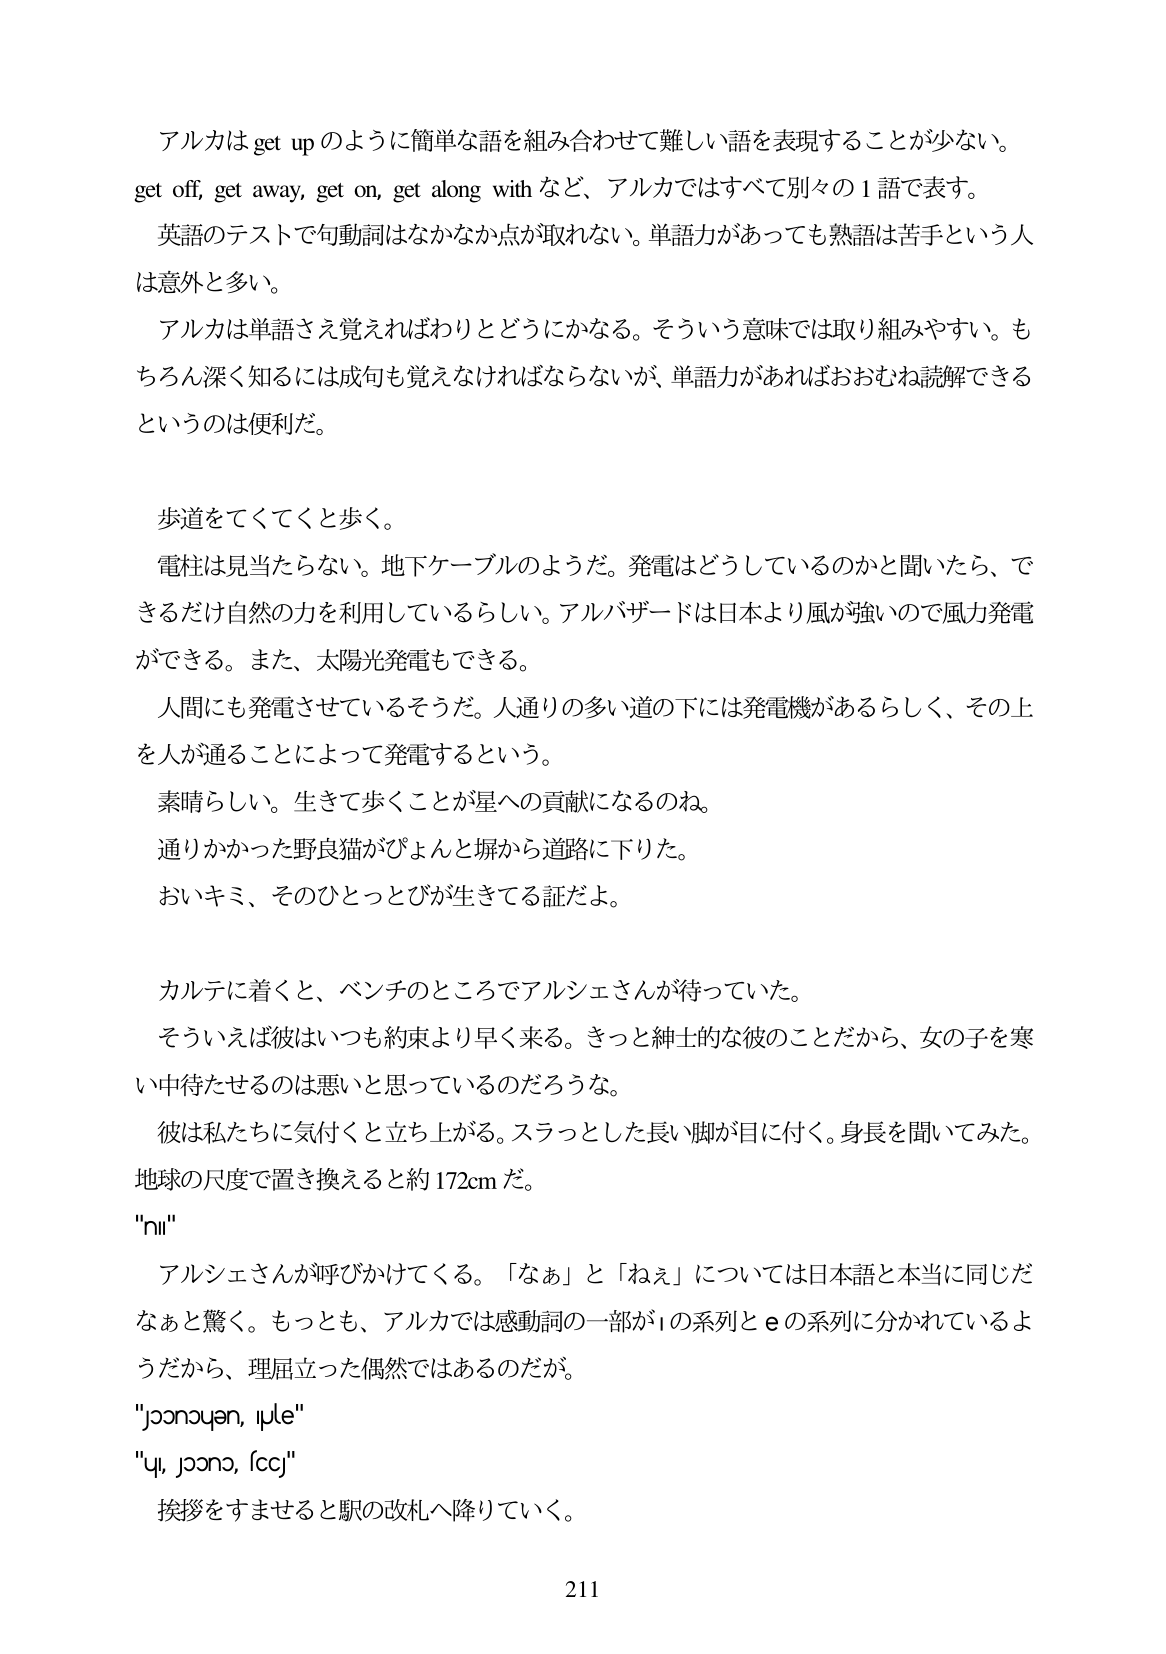 アルカは get up のように簡単な語を組み合わせて難しい語を表現することが少ない。
get off, get away, get on, get along with など、アルカではすべて別々の 1 語で表す。
英語のテストで句動詞はなかなか点が取れない。単語力があっても熟語は苦手という人
は意外と多い。
アルカは単語さえ覚えればわりとどうにかなる。そういう意味では取り組みやすい。も
ちろん深く知るには成句も覚えなければならないが、単語力があればおおむね読解できる
というのは便利だ。
歩道をてくてくと歩く。
電柱は見当たらない。地下ケーブルのようだ。発電はどうしているのかと聞いたら、で
きるだけ自然の力を利用しているらしい。アルバザードは日本より風が強いので風力発電
ができる。また、太陽光発電もできる。
人間にも発電させているそうだ。人通りの多い道の下には発電機があるらしく、その上
を人が通ることによって発電するという。
素晴らしい。生きて歩くことが星への貢献になるのね。
通りかかった野良猫がぴょんと塀から道路に下りた。
おいキミ、そのひとっとびが生きてる証だよ。
カルテに着くと、ベンチのところでアルシェさんが待っていた。
そういえば彼はいつも約束より早く来る。きっと紳士的な彼のことだから、女の子を寒
い中待たせるのは悪いと思っているのだろうな。
彼は私たちに気付くと立ち上がる。スラっとした長い脚が目に付く。身長を聞いてみた。
地球の尺度で置き換えると約 172cm だ。
"nıı"
アルシェさんが呼びかけてくる。「なぁ」と「ねぇ」については日本語と本当に同じだ
なぁと驚く。もっとも、アルカでは感動詞の一部がıの系列と e の系列に分かれているよ
うだから、理屈立った偶然ではあるのだが。
"ȷɔɔnɔɥən, ıµle"
"ɥı, ȷɔɔnɔ, ʃccȷ"
挨拶をすませると駅の改札へ降りていく。
211